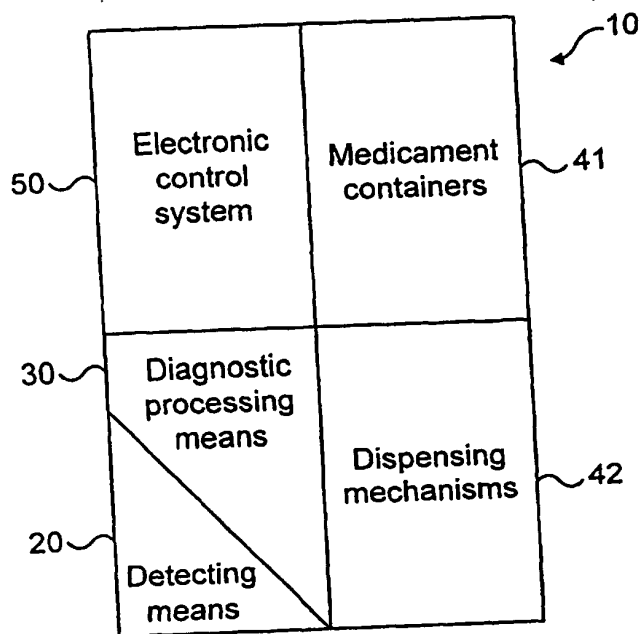 10
Electronic
control
system
50
Medicament
containers
41
30
Diagnostic
processing
means
Dispensing
mechanisms
42
20
Detecting
means